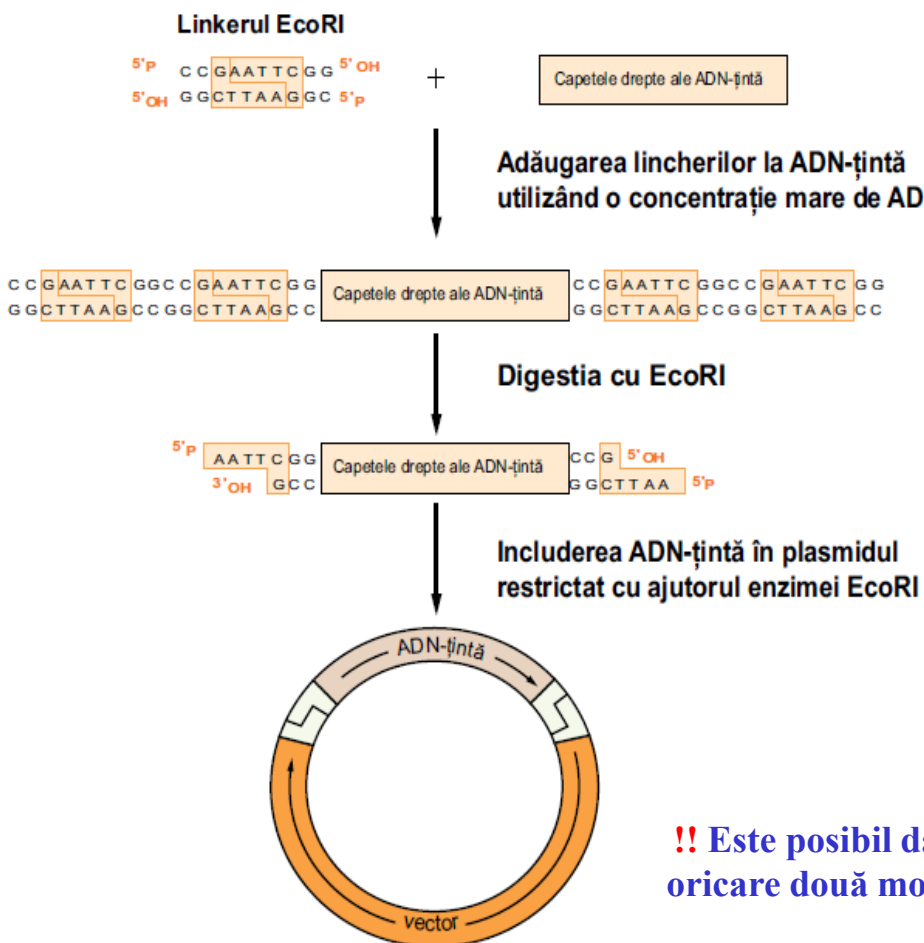 Linkerul EcoRI
5'P CCGAATTCGG 5'OH
5'OH GGCTTAAGGC 5'P
+
Capetele drepte ale ADN-țintă
Adăugarea lincherilor la ADN-țintă
utilizând o concentrație mare de AD
CCGAATTCGGCCGAATTCGG Capetele drepte ale ADN-țintă CCGAATTCGGCCGAATTCGG
GGCTTAAGCCGGCTTAAGCC GGCTTAAGCCGGCTTAAGCC
Digestia cu EcoRI
5'P AATTCGG Capetele drepte ale ADN-țintă CCG 5'OH
3'OH GCC GGCTTAA 5'P
Includerea ADN-țintă în plasmidul
restrictat cu ajutorul enzimei EcoRI
ADN-țintă
!! Este posibil d
oricare două mo
vector